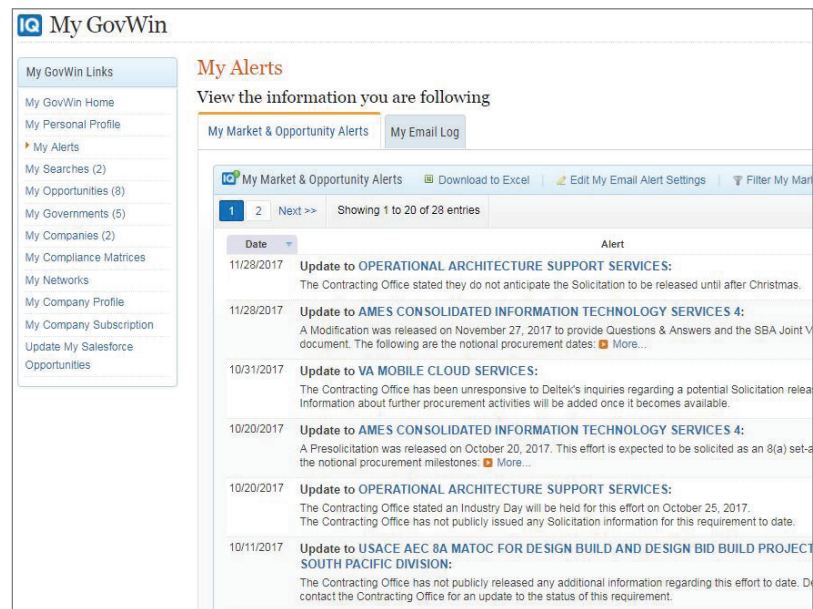 IQ My GovWin
My GovWin Links
My GovWin Home
My Personal Profile
My Alerts
My Searches (2)
My Opportunities (8)
My Governments (5)
My Companies (2)
My Compliance Matrices
My Networks
My Company Profile
My Company Subscription
Update My Salesforce
Opportunities
My Alerts
View the information you are following
My Market & Opportunity Alerts My Email Log
IQ My Market & Opportunity Alerts Download to Excel Edit My Email Alert Settings Filter My Mar
1 2 Next >> Showing 1 to 20 of 28 entries
Date Alert
11/28/2017 Update to OPERATIONAL ARCHITECTURE SUPPORT SERVICES:
The Contracting Office stated they do not anticipate the Solicitation to be released until after Christmas.
11/28/2017 Update to AMES CONSOLIDATED INFORMATION TECHNOLOGY SERVICES 4:
A Modification was released on November 27, 2017 to provide Questions & Answers and the SBA Joint V
document. The following are the notional procurement dates: More...
10/31/2017 Update to VA MOBILE CLOUD SERVICES:
The Contracting Office has been unresponsive to Deltek's inquiries regarding a potential Solicitation relea
Information about further procurement activities will be added once it becomes available.
10/20/2017 Update to AMES CONSOLIDATED INFORMATION TECHNOLOGY SERVICES 4:
A Presolicitation was released on October 20, 2017. This effort is expected to be solicited as an 8(a) set-a
the notional procurement milestones: More...
10/20/2017 Update to OPERATIONAL ARCHITECTURE SUPPORT SERVICES:
The Contracting Office stated an Industry Day will be held for this effort on October 25, 2017.
The Contracting Office has not publicly issued any Solicitation information for this requirement to date.
10/11/2017 Update to USACE AEC 8A MATOC FOR DESIGN BUILD AND DESIGN BID BUILD PROJECT
SOUTH PACIFIC DIVISION:
The Contracting Office has not publicly released any additional information regarding this effort to date. De
contact the Contracting Office for an update to the status of this requirement.